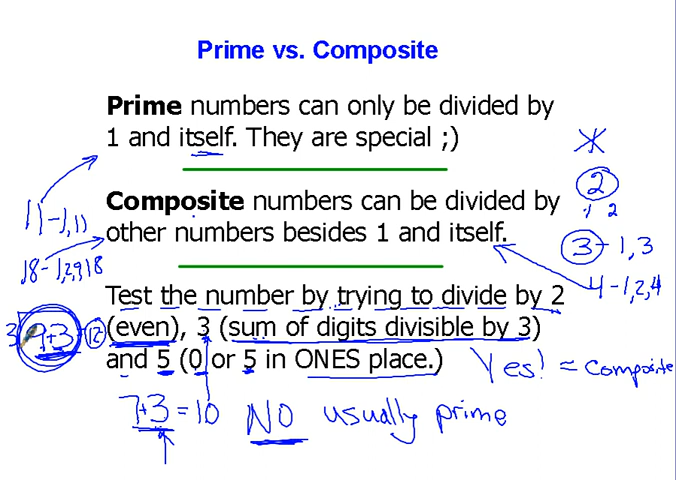 Prime vs. Composite
Prime numbers can only be divided by
1 and itself. They are special ;)
2
1 2
11 - 1, 11
Composite numbers can be divided by
other numbers besides 1 and itself.
3 - 1, 3
18 - 1, 2, 9, 18
4 - 1, 2, 4
Test the number by trying to divide by 2
(even), 3 (sum of digits divisible by 3)
3 9+3 = 12
and 5 (0 or 5 in ONES place.)
Yes! = Composite
7+3 = 10 NO usually prime